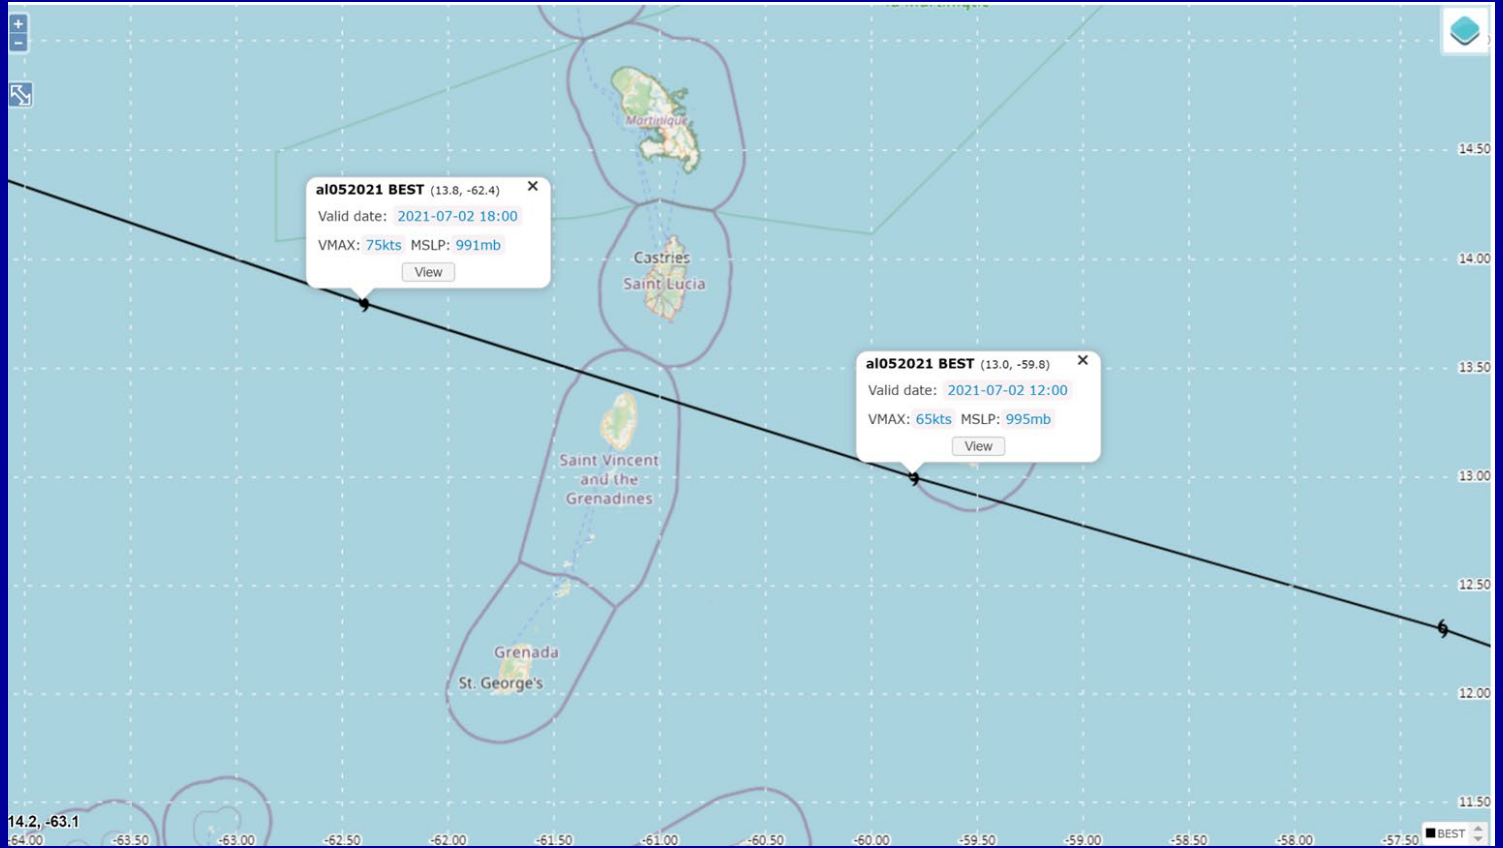 +
−
la Martinique
Martinique
14.50
al052021 BEST (13.8, -62.4) ×
Valid date: 2021-07-02 18:00
VMAX: 75kts MSLP: 991mb
View
Castries
Saint Lucia
14.00
13.50
al052021 BEST (13.0, -59.8) ×
Valid date: 2021-07-02 12:00
VMAX: 65kts MSLP: 995mb
View
Saint Vincent
and the
Grenadines
13.00
12.50
Grenada
St. George's
12.00
11.50
14.2, -63.1
-64.00 -63.50 -63.00 -62.50 -62.00 -61.50 -61.00 -60.50 -60.00 -59.50 -59.00 -58.50 -58.00 -57.50
BEST